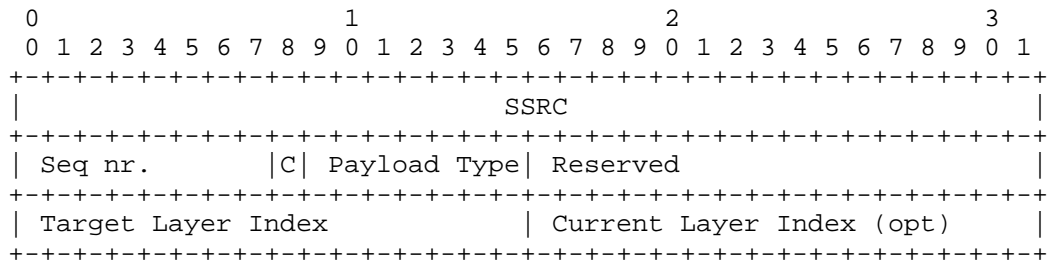 0                   1                   2                   3
 0 1 2 3 4 5 6 7 8 9 0 1 2 3 4 5 6 7 8 9 0 1 2 3 4 5 6 7 8 9 0 1
+-+-+-+-+-+-+-+-+-+-+-+-+-+-+-+-+-+-+-+-+-+-+-+-+-+-+-+-+-+-+-+-+
|                              SSRC                             |
+-+-+-+-+-+-+-+-+-+-+-+-+-+-+-+-+-+-+-+-+-+-+-+-+-+-+-+-+-+-+-+-+
| Seq nr.       |C| Payload Type| Reserved                      |
+-+-+-+-+-+-+-+-+-+-+-+-+-+-+-+-+-+-+-+-+-+-+-+-+-+-+-+-+-+-+-+-+
| Target Layer Index            | Current Layer Index (opt)     |
+-+-+-+-+-+-+-+-+-+-+-+-+-+-+-+-+-+-+-+-+-+-+-+-+-+-+-+-+-+-+-+-+